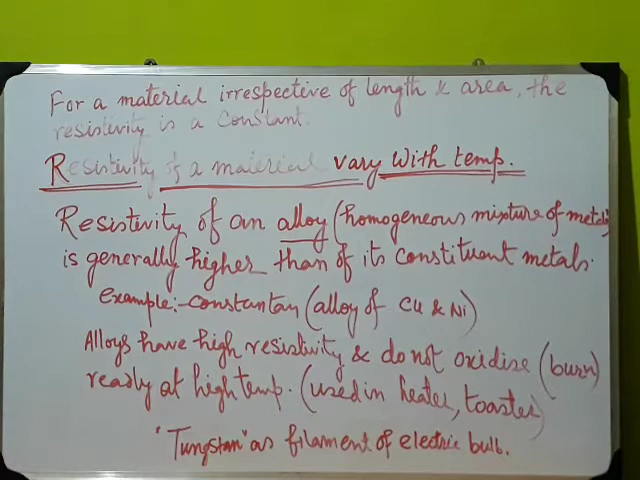 For a material irrespective of length & area, the
resistivity is a constant.
Resistivity of a material vary with temp.
Resistivity of an alloy (homogeneous mixture of metals)
is generally higher than of its constituent metals.
Example:- constantan (alloy of Cu & Ni)
Alloys have high resistivity & do not oxidise (burn)
readly at high temp. (used in heater, toaster)
"Tungstan" as filament of electric bulb.